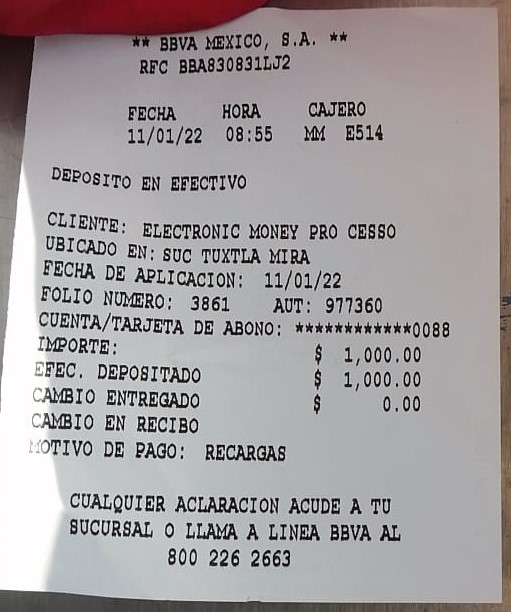 ** BBVA MEXICO, S.A. **
RFC BBA830831LJ2
FECHA HORA CAJERO
11/01/22 08:55 MM E514
DEPOSITO EN EFECTIVO
CLIENTE: ELECTRONIC MONEY PRO CESSO
UBICADO EN: SUC TUXTLA MIRA
FECHA DE APLICACION: 11/01/22
FOLIO NUMERO: 3861 AUT: 977360
CUENTA/TARJETA DE ABONO: ************0088
IMPORTE: $ 1,000.00
EFEC. DEPOSITADO $ 1,000.00
CAMBIO ENTREGADO $ 0.00
CAMBIO EN RECIBO
MOTIVO DE PAGO: RECARGAS
CUALQUIER ACLARACION ACUDE A TU
SUCURSAL O LLAMA A LINEA BBVA AL
800 226 2663